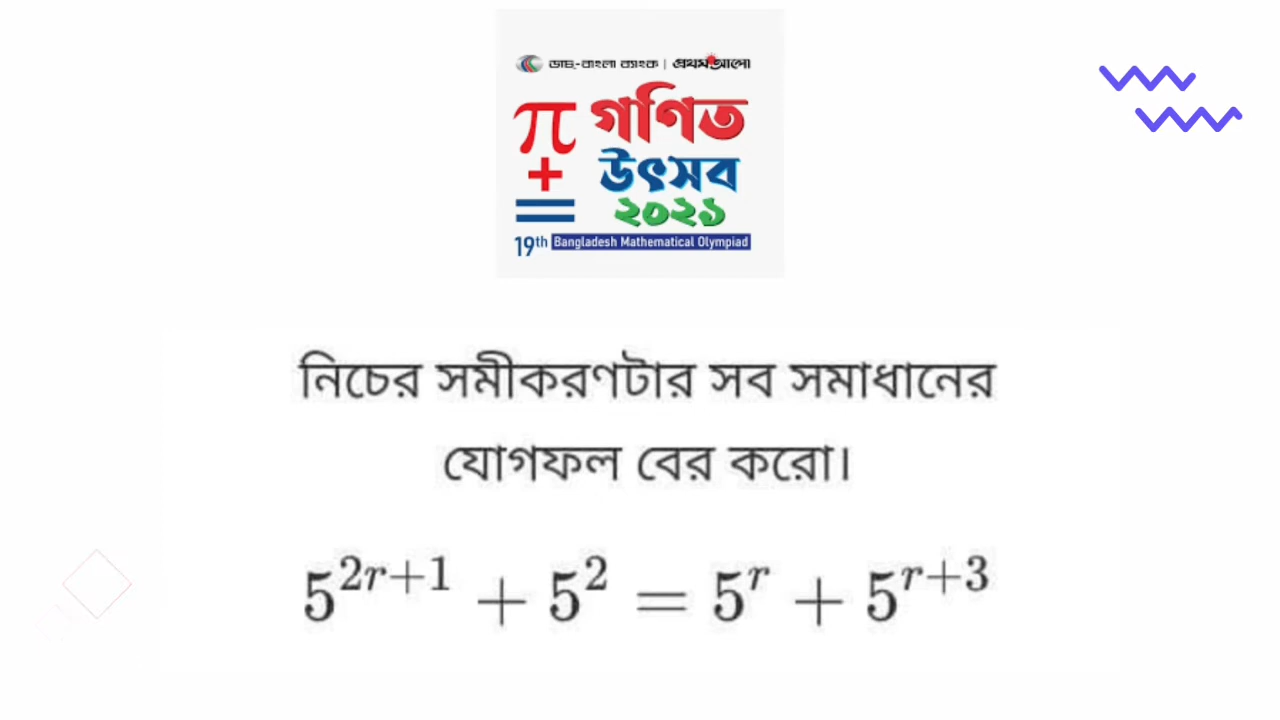 ডাচ্-বাংলা ব্যাংক | প্রথম আলো
π গণিত
+ উৎসব
= ২০২১
19th Bangladesh Mathematical Olympiad
নিচের সমীকরণটার সব সমাধানের
যোগফল বের করো।
5^{2r+1} + 5^2 = 5^r + 5^{r+3}